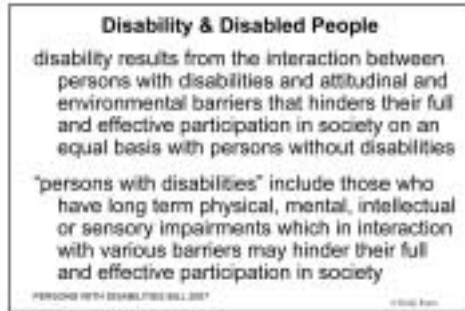 Disability & Disabled People
disability results from the interaction between
persons with disabilities and attitudinal and
environmental barriers that hinders their full
and effective participation in society on an
equal basis with persons without disabilities
"persons with disabilities" include those who
have long term physical, mental, intellectual
or sensory impairments which in interaction
with various barriers may hinder their full
and effective participation in society
PERSONS WITH DISABILITIES BILL 2007